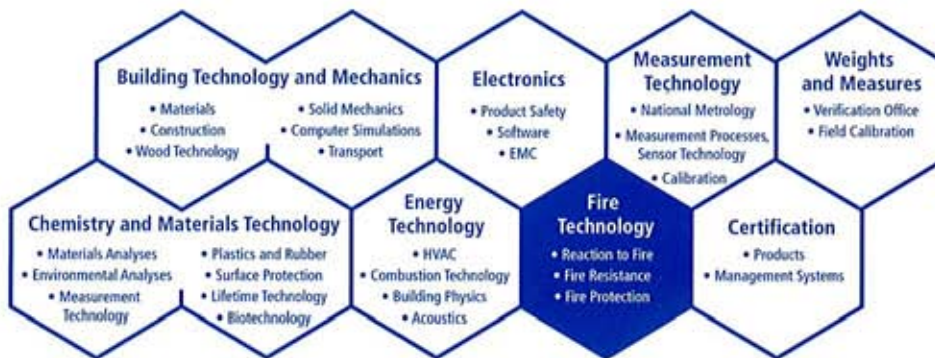 Building Technology and Mechanics
• Materials
• Construction
• Wood Technology
• Solid Mechanics
• Computer Simulations
• Transport
Electronics
• Product Safety
• Software
• EMC
Measurement
Technology
• National Metrology
• Measurement Processes,
Sensor Technology
• Calibration
Weights
and Measures
• Verification Office
• Field Calibration
Chemistry and Materials Technology
• Materials Analyses
• Environmental Analyses
• Measurement
Technology
• Plastics and Rubber
• Surface Protection
• Lifetime Technology
• Biotechnology
Energy
Technology
• HVAC
• Combustion Technology
• Building Physics
• Acoustics
Fire
Technology
• Reaction to Fire
• Fire Resistance
• Fire Protection
Certification
• Products
• Management Systems